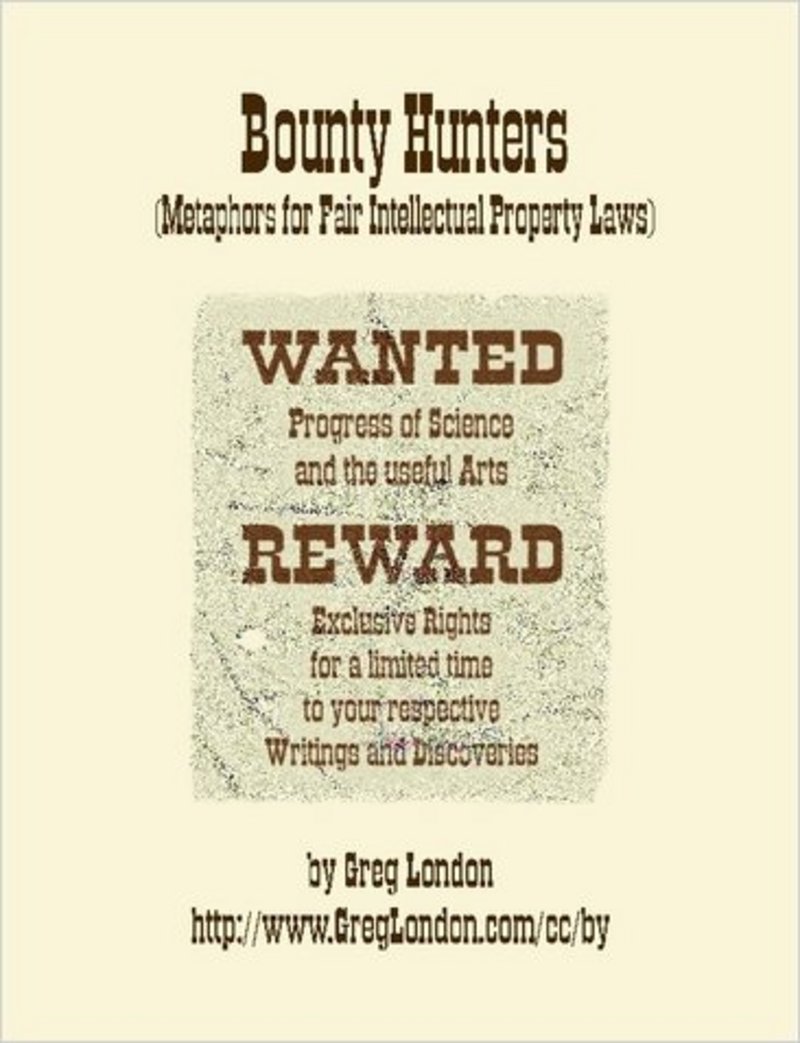 Bounty Hunters
(Metaphors for Fair Intellectual Property Laws)
WANTED
Progress of Science
and the useful Arts
REWARD
Exclusive Rights
for a limited time
to your respective
Writings and Discoveries
by Greg London
http://www.GregLondon.com/cc/by